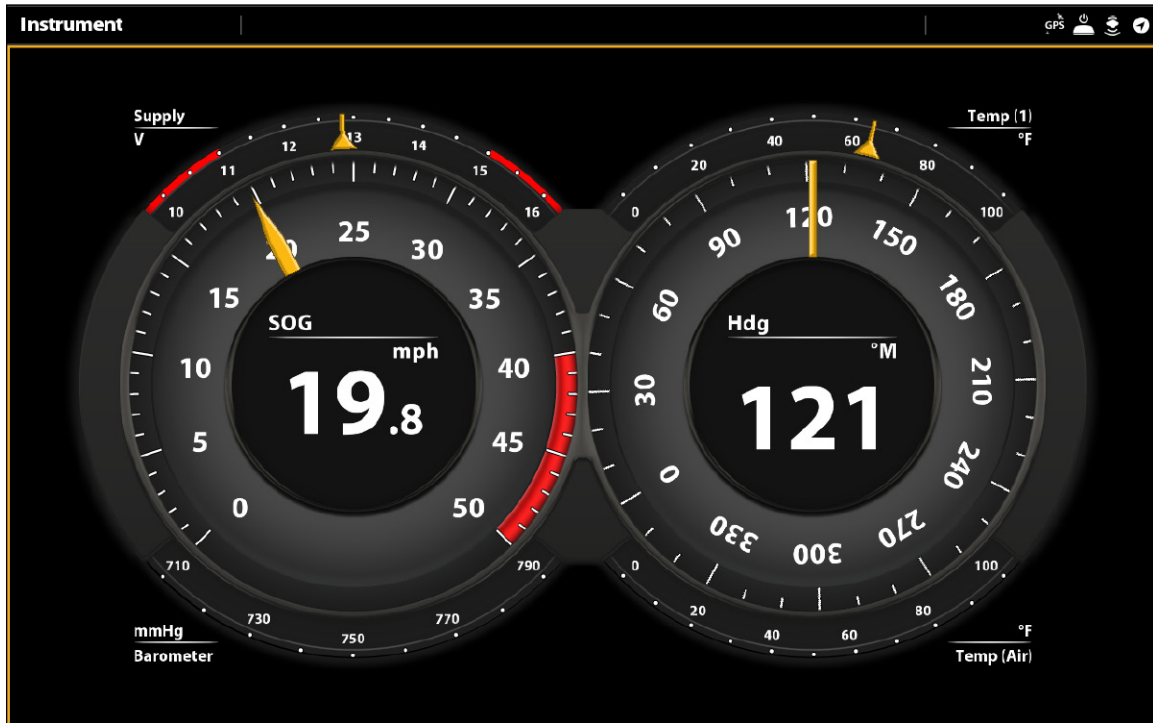 Instrument
GPS
Supply
V
10 11 12 13 14 15 16
0 5 10 15 20 25 30 35 40 45 50
SOG
mph
19.8
710 730 750 770 790
mmHg
Barometer
Temp (1)
°F
0 20 40 60 80 100
0 30 60 90 120 150 180 210 240 270 300 330
Hdg
°M
121
0 20 40 60 80 100
°F
Temp (Air)